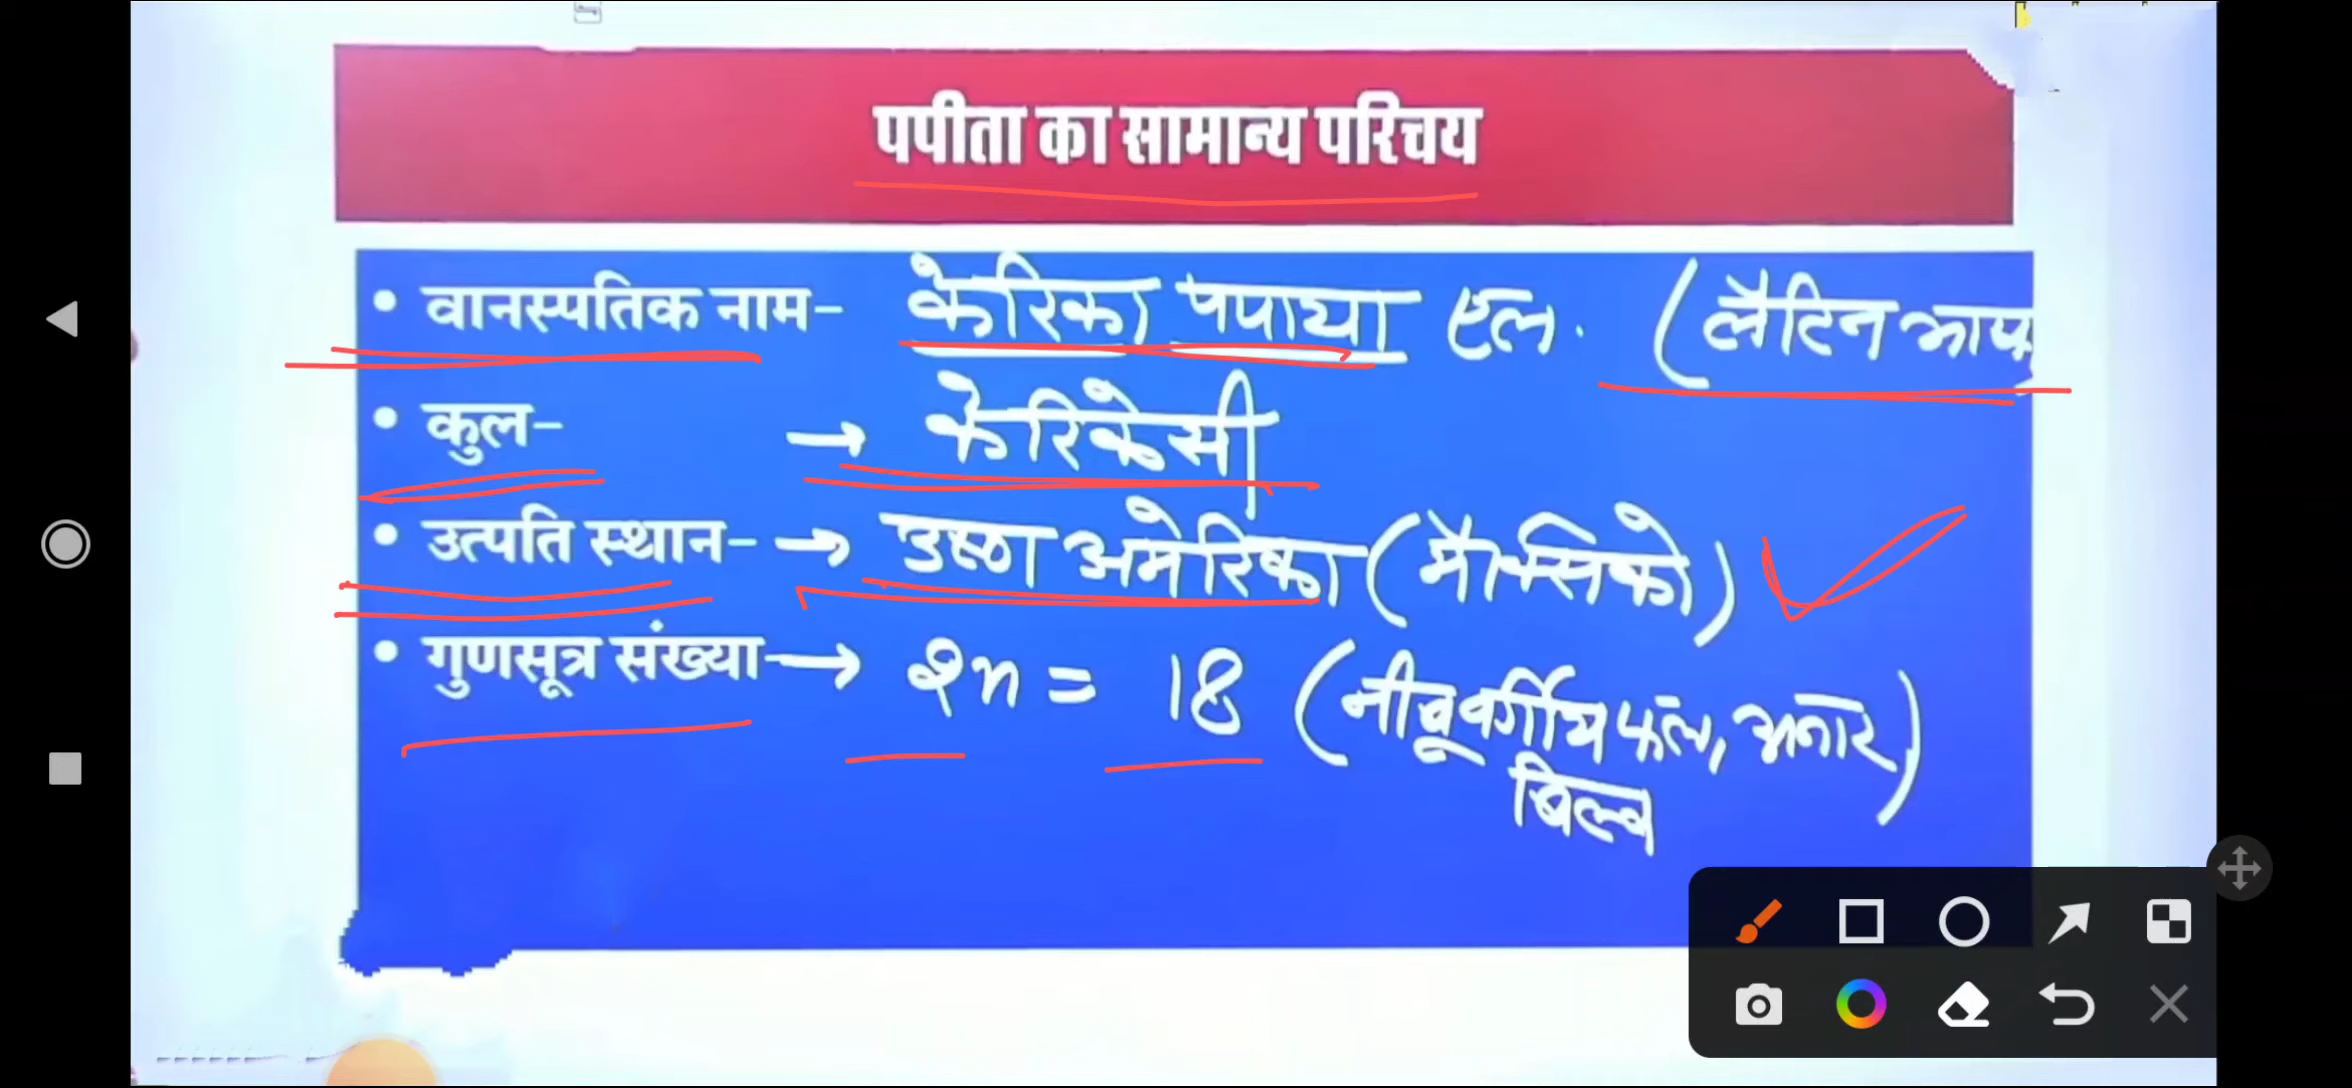 पपीता का सामान्य परिचय
• वानस्पतिक नाम- केरिका पपाया एल. (लैटिन
• कुल- → केरिकेसी
• उत्पति स्थान- → उष्ण अमेरिका (मैक्सिको)
• गुणसूत्र संख्या → 2n = 18 (नीबूवर्गीय फल, अनार,
बिल्व)